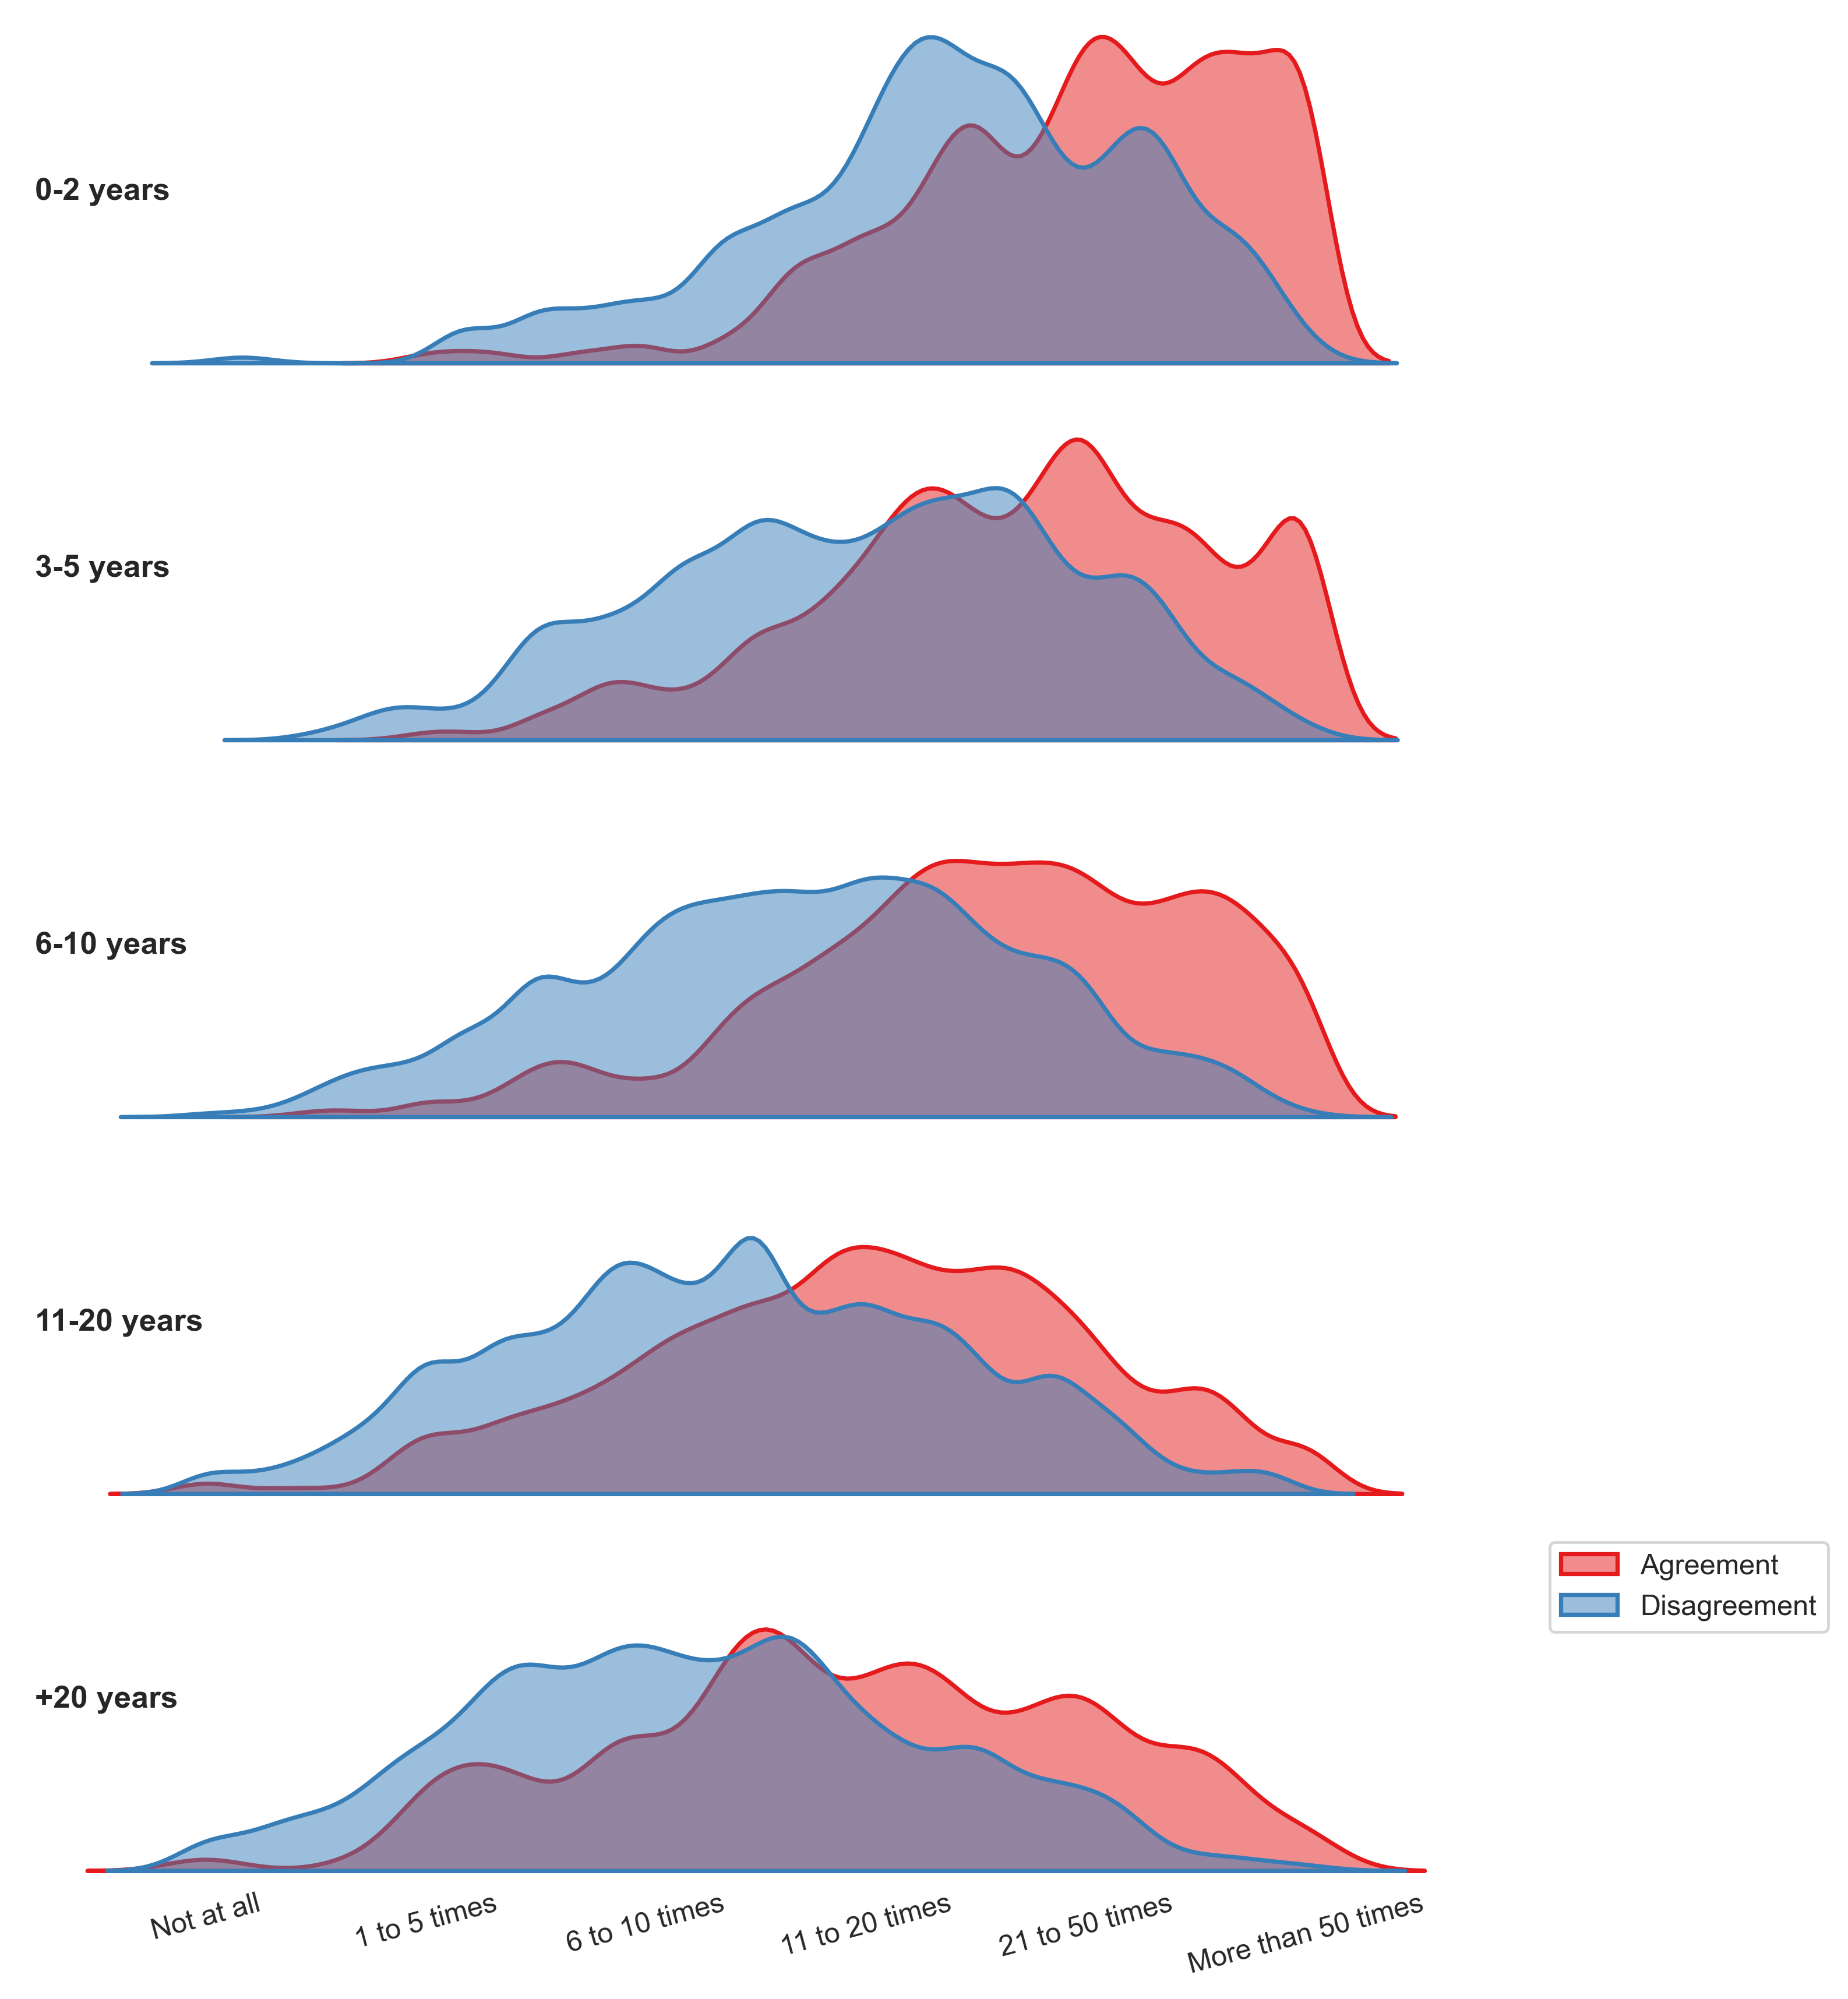 0-2 years
3-5 years
6-10 years
11-20 years
Agreement
Disagreement
+20 years
Not at all
1 to 5 times
6 to 10 times
11 to 20 times
21 to 50 times
More than 50 times